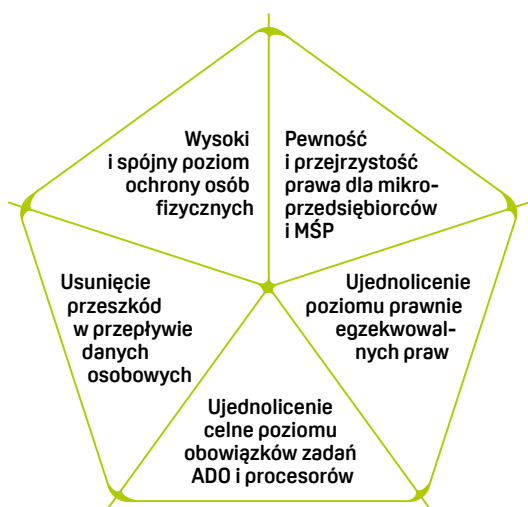 Wysoki
i spójny poziom
ochrony osób
fizycznych
Pewność
i przejrzystość
prawa dla mikro-
przedsiębiorców
i MŚP
Usunięcie
przeszkód
w przepływie
danych
osobowych
Ujednolicenie
poziomu prawnie
egzekwowal-
nych praw
Ujednolicenie
celne poziomu
obowiązków zadań
ADO i procesorów